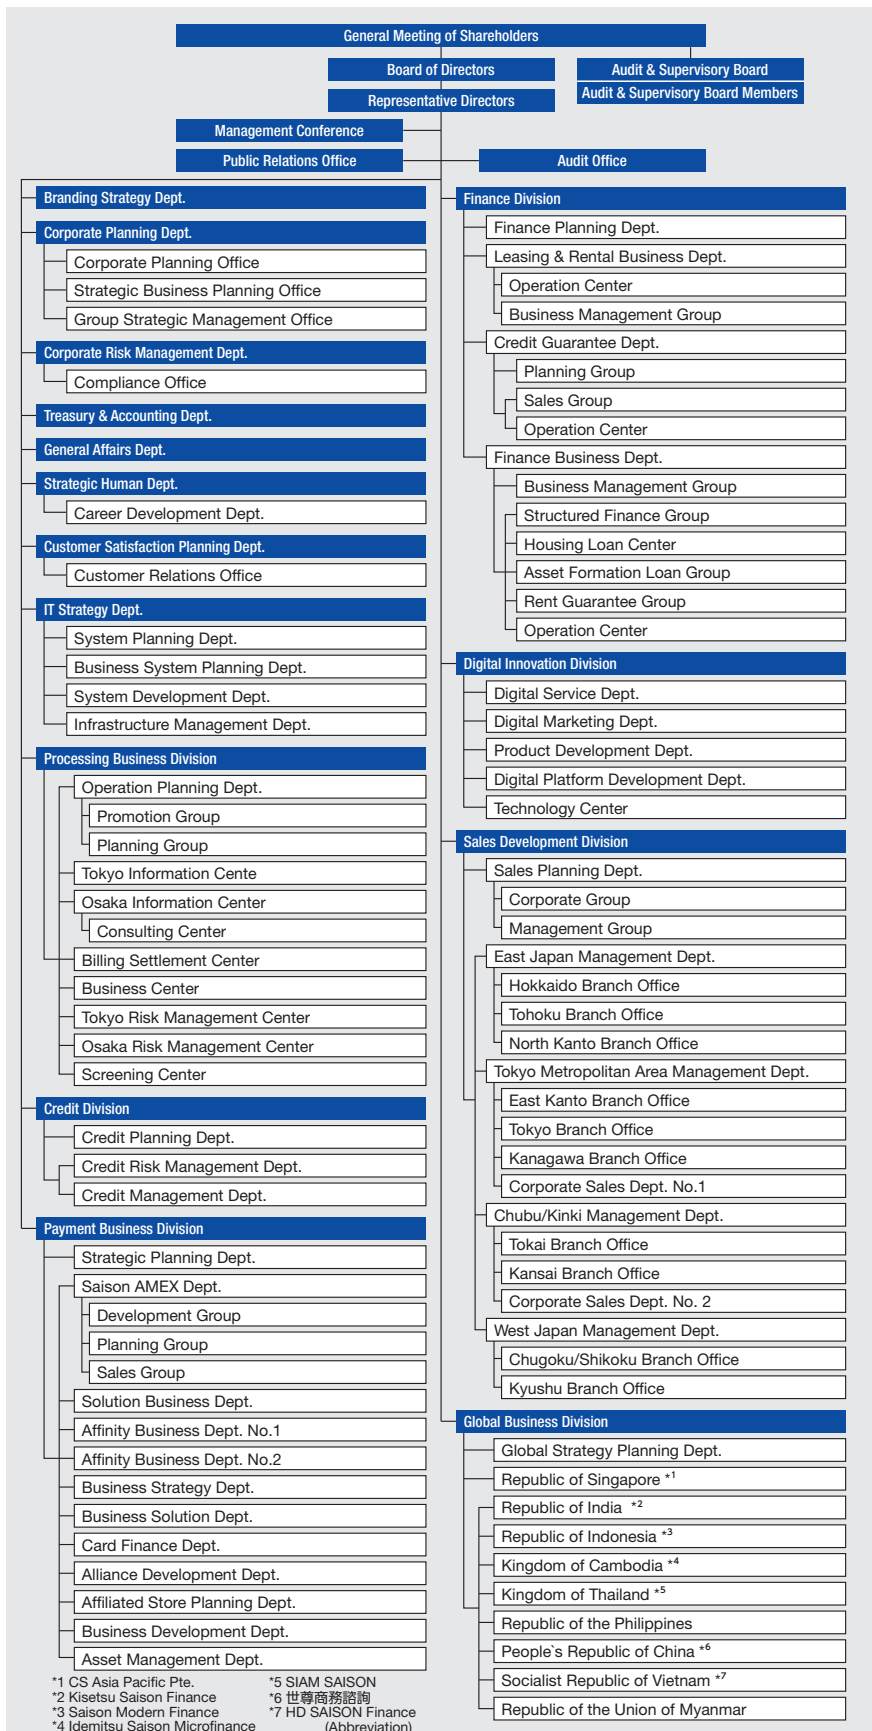 General Meeting of Shareholders
Board of Directors
Audit & Supervisory Board
Representative Directors
Audit & Supervisory Board Members
Management Conference
Public Relations Office
Audit Office
Branding Strategy Dept.
Corporate Planning Dept.
Corporate Planning Office
Strategic Business Planning Office
Group Strategic Management Office
Corporate Risk Management Dept.
Compliance Office
Treasury & Accounting Dept.
General Affairs Dept.
Strategic Human Dept.
Career Development Dept.
Customer Satisfaction Planning Dept.
Customer Relations Office
IT Strategy Dept.
System Planning Dept.
Business System Planning Dept.
System Development Dept.
Infrastructure Management Dept.
Processing Business Division
Operation Planning Dept.
Promotion Group
Planning Group
Tokyo Information Cente
Osaka Information Center
Consulting Center
Billing Settlement Center
Business Center
Tokyo Risk Management Center
Osaka Risk Management Center
Screening Center
Credit Division
Credit Planning Dept.
Credit Risk Management Dept.
Credit Management Dept.
Payment Business Division
Strategic Planning Dept.
Saison AMEX Dept.
Development Group
Planning Group
Sales Group
Solution Business Dept.
Affinity Business Dept. No.1
Affinity Business Dept. No.2
Business Strategy Dept.
Business Solution Dept.
Card Finance Dept.
Alliance Development Dept.
Affiliated Store Planning Dept.
Business Development Dept.
Asset Management Dept.
Finance Division
Finance Planning Dept.
Leasing & Rental Business Dept.
Operation Center
Business Management Group
Credit Guarantee Dept.
Planning Group
Sales Group
Operation Center
Finance Business Dept.
Business Management Group
Structured Finance Group
Housing Loan Center
Asset Formation Loan Group
Rent Guarantee Group
Operation Center
Digital Innovation Division
Digital Service Dept.
Digital Marketing Dept.
Product Development Dept.
Digital Platform Development Dept.
Technology Center
Sales Development Division
Sales Planning Dept.
Corporate Group
Management Group
East Japan Management Dept.
Hokkaido Branch Office
Tohoku Branch Office
North Kanto Branch Office
Tokyo Metropolitan Area Management Dept.
East Kanto Branch Office
Tokyo Branch Office
Kanagawa Branch Office
Corporate Sales Dept. No.1
Chubu/Kinki Management Dept.
Tokai Branch Office
Kansai Branch Office
Corporate Sales Dept. No. 2
West Japan Management Dept.
Chugoku/Shikoku Branch Office
Kyushu Branch Office
Global Business Division
Global Strategy Planning Dept.
Republic of Singapore *1
Republic of India *2
Republic of Indonesia *3
Kingdom of Cambodia *4
Kingdom of Thailand *5
Republic of the Philippines
People`s Republic of China *6
Socialist Republic of Vietnam *7
Republic of the Union of Myanmar
*1 CS Asia Pacific Pte.
*2 Kisetsu Saison Finance
*3 Saison Modern Finance
*4 Idemitsu Saison Microfinance
*5 SIAM SAISON
*6 世尊商務諮詢
*7 HD SAISON Finance
(Abbreviation)